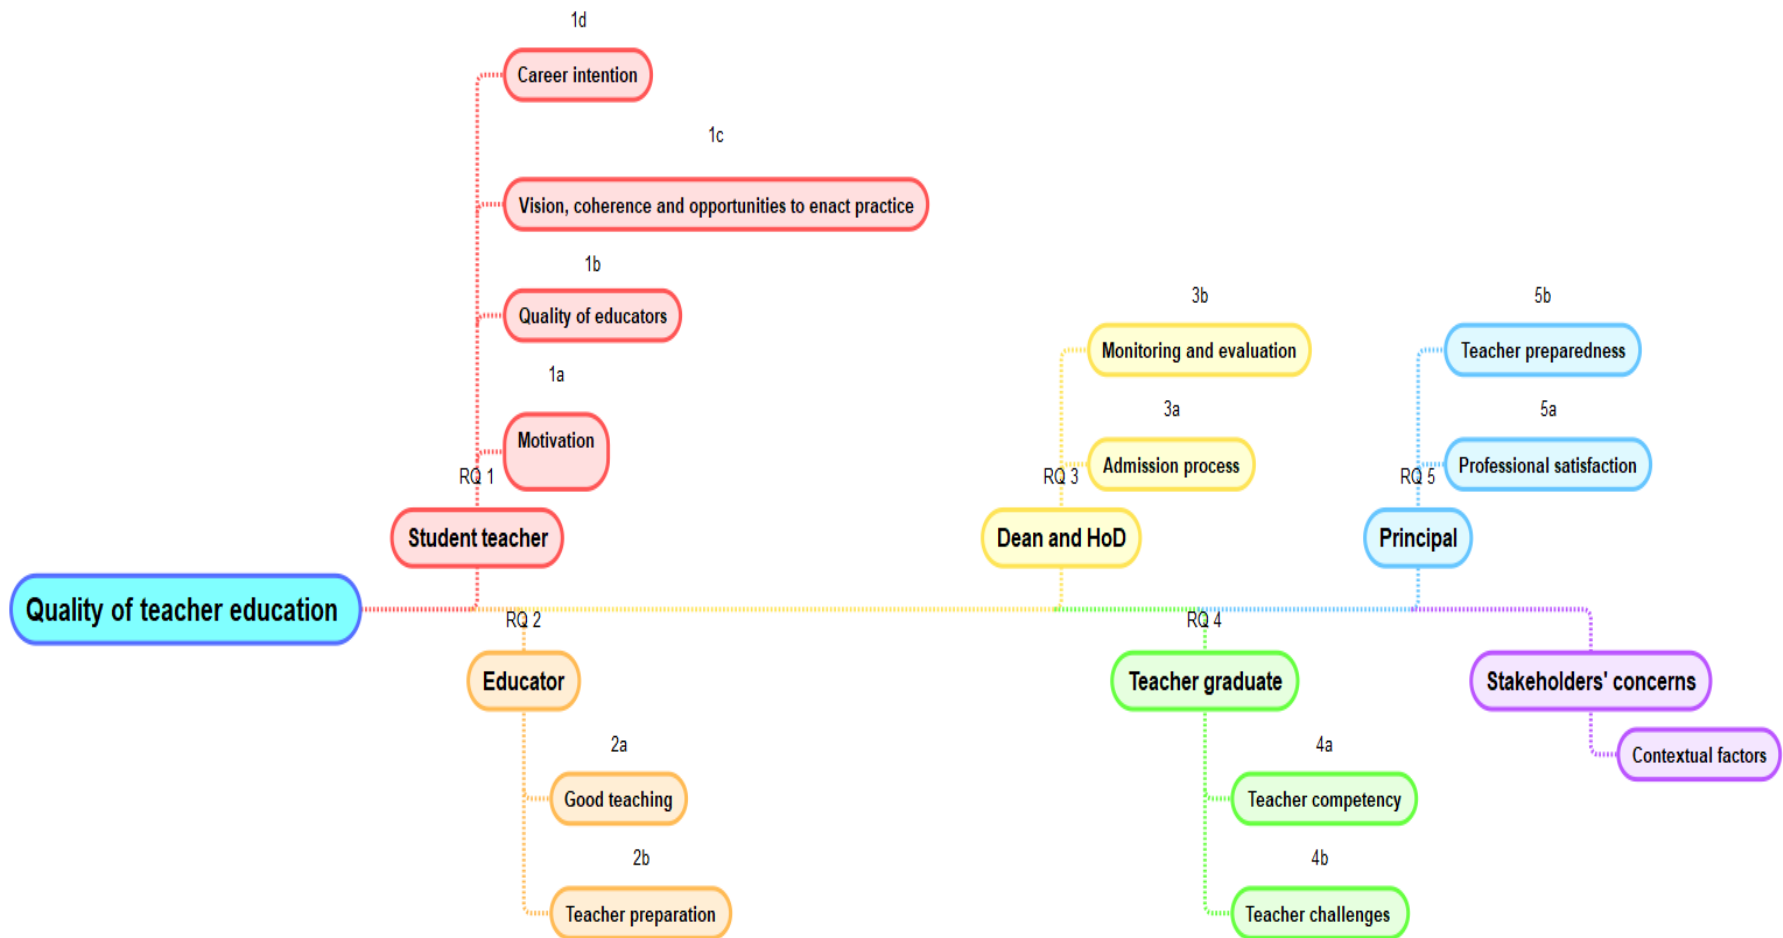 1d
Career intention
1c
Vision, coherence and opportunities to enact practice
1b
Quality of educators
1a
Motivation
RQ 1
Student teacher
3b
Monitoring and evaluation
3a
Admission process
RQ 3
Dean and HoD
5b
Teacher preparedness
5a
Professional satisfaction
RQ 5
Principal
Quality of teacher education
RQ 2
Educator
2a
Good teaching
2b
Teacher preparation
RQ 4
Teacher graduate
4a
Teacher competency
4b
Teacher challenges
Stakeholders' concerns
Contextual factors